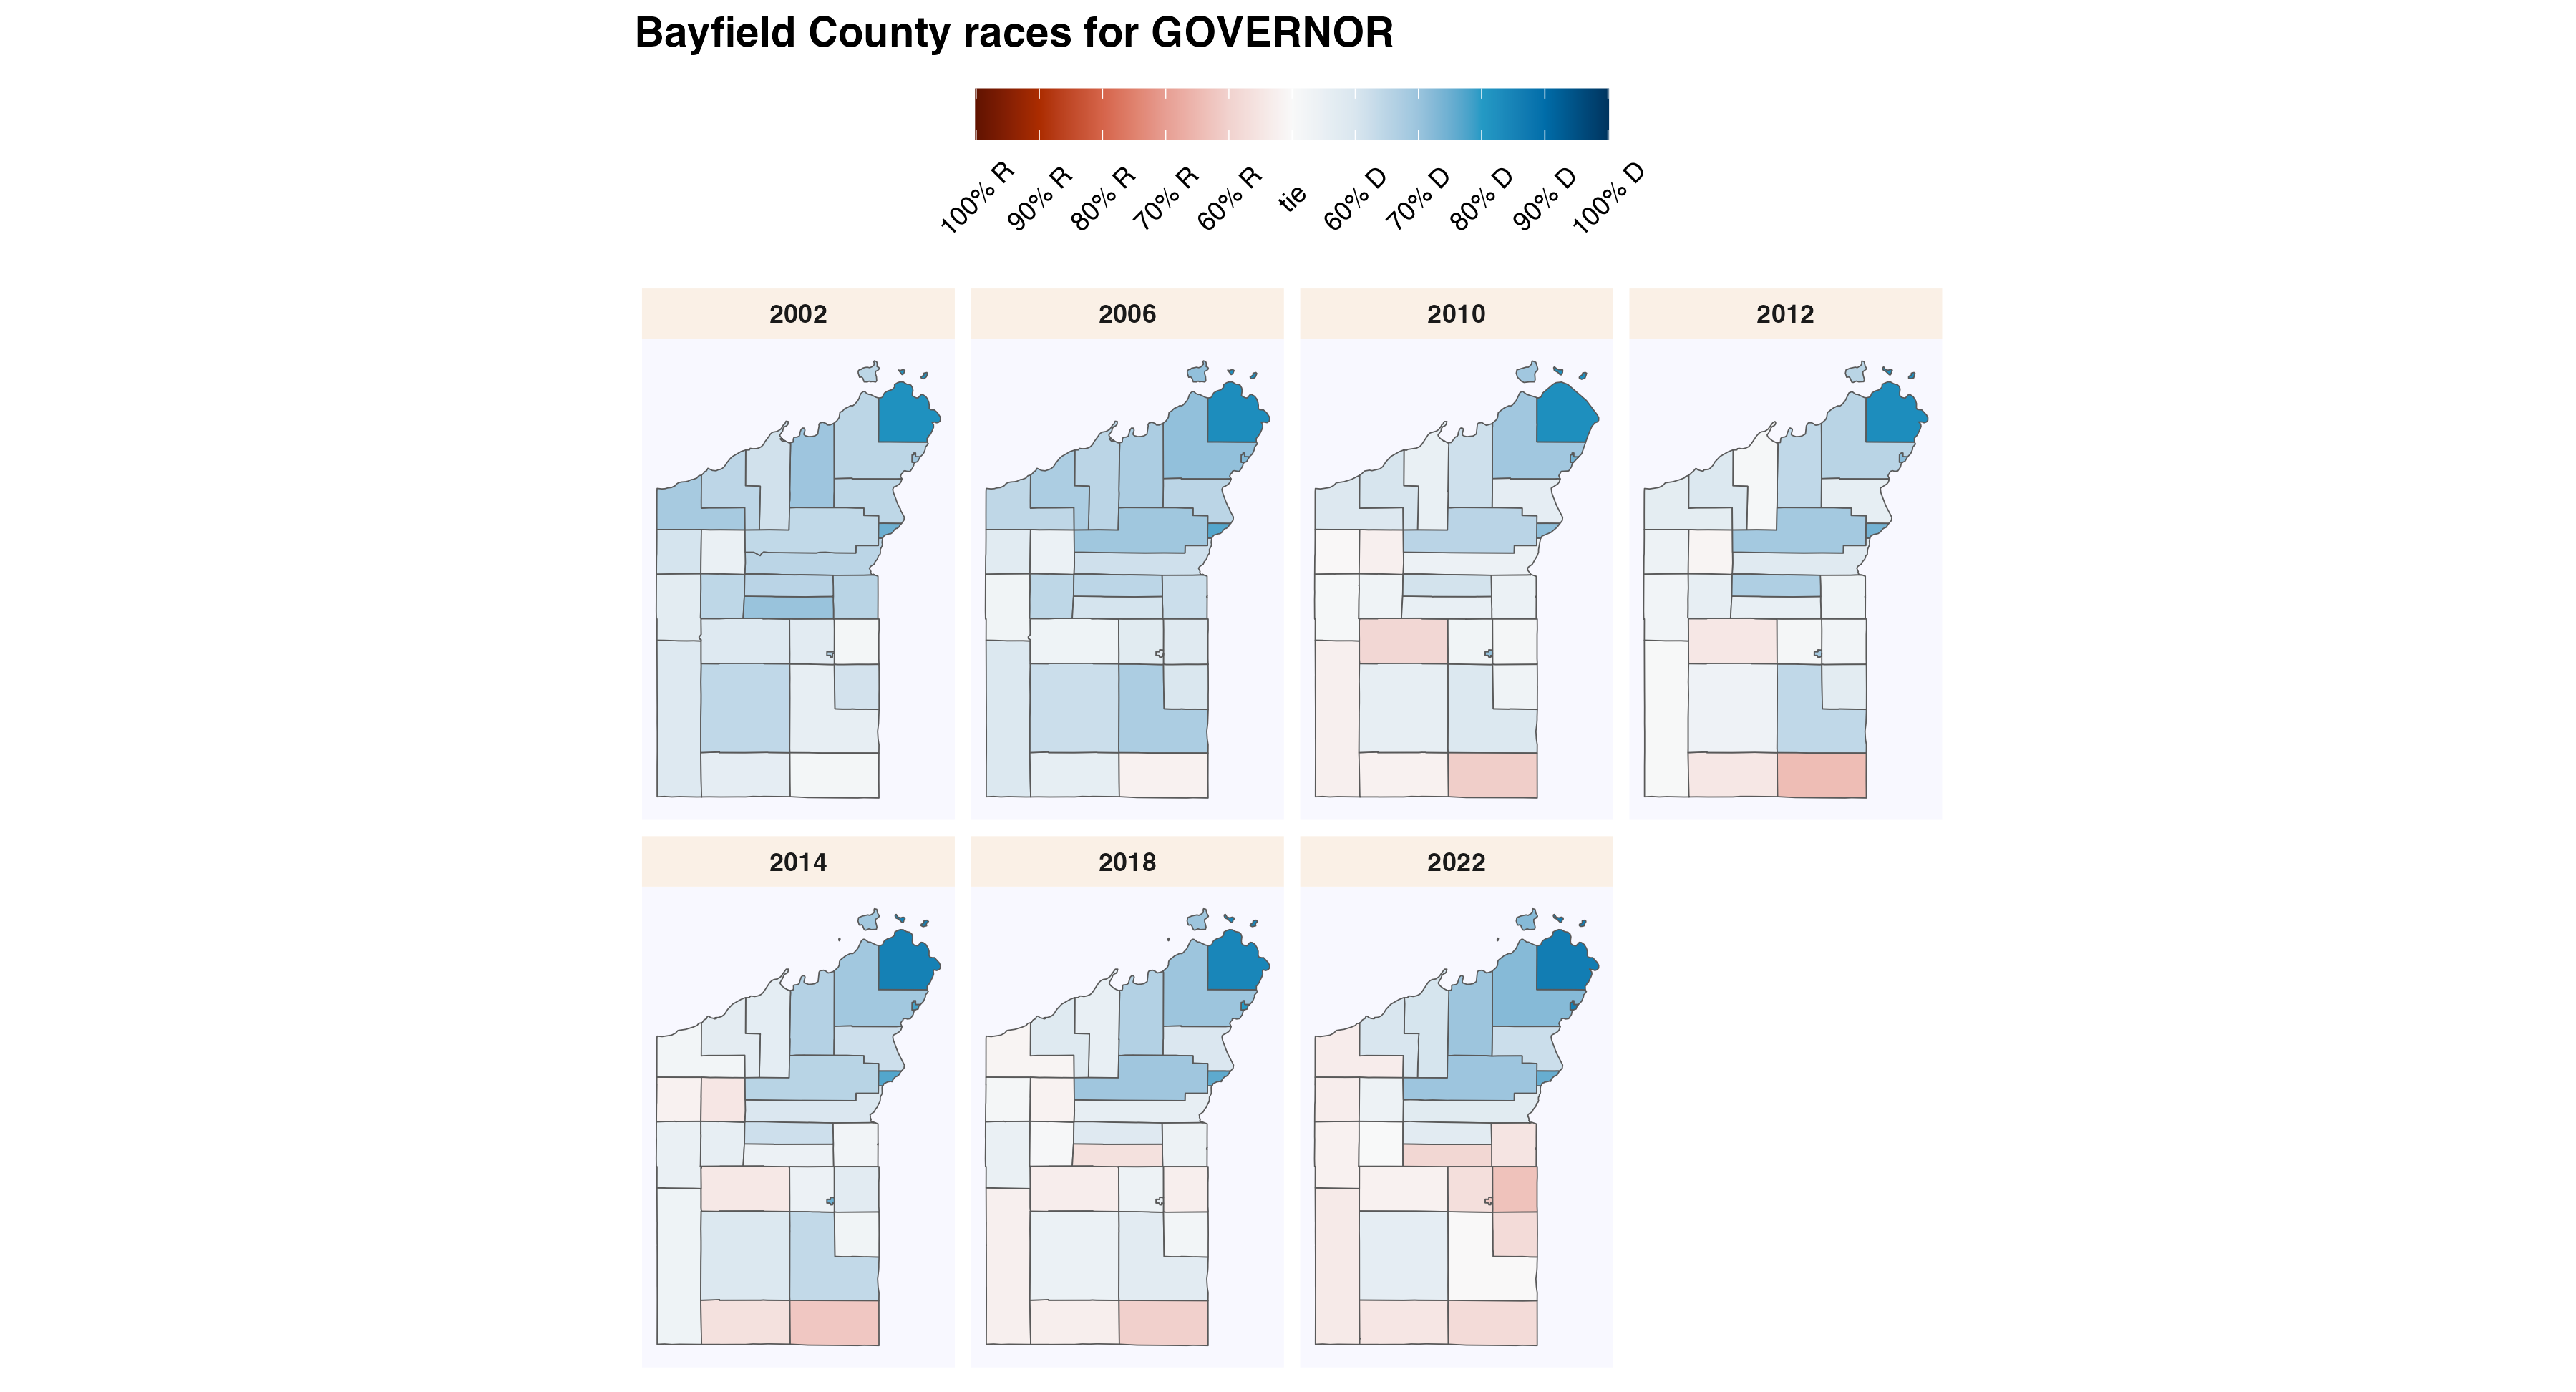 Bayfield County races for GOVERNOR
100% R 90% R 80% R 70% R 60% R tie 60% D 70% D 80% D 90% D 100% D
2002 2006 2010 2012
2014 2018 2022